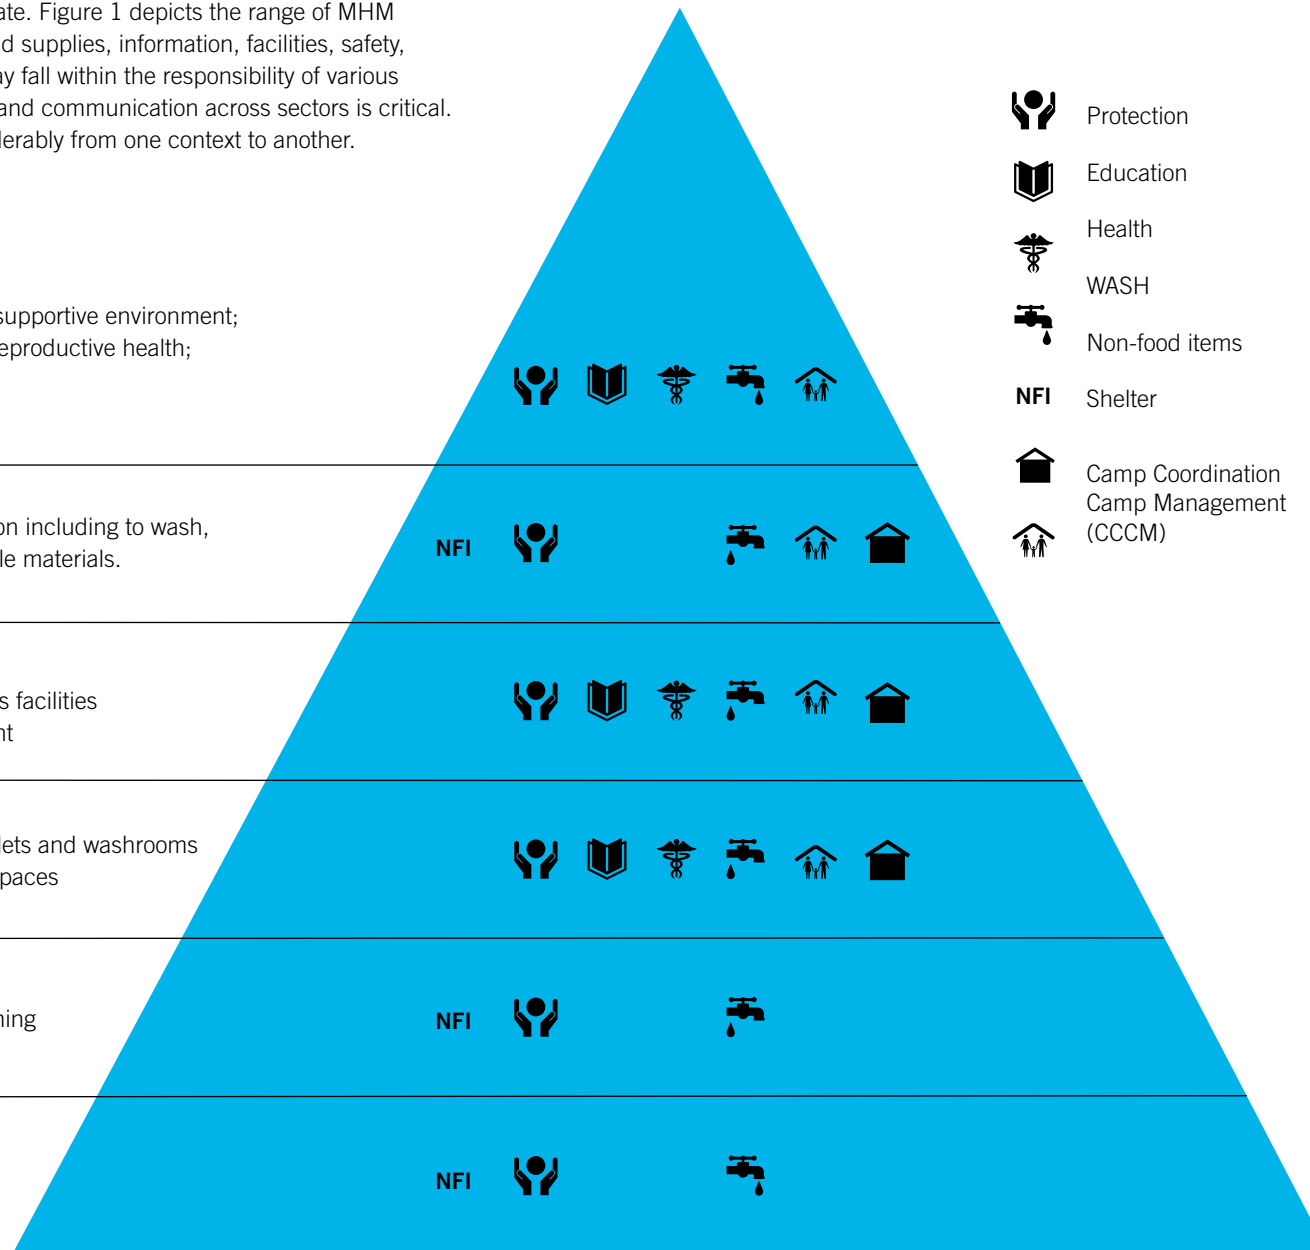 ate. Figure 1 depicts the range of MHM
d supplies, information, facilities, safety,
ay fall within the responsibility of various
and communication across sectors is critical.
derably from one context to another.
supportive environment;
eproductive health;
on including to wash,
le materials.
NFI
s facilities
nt
lets and washrooms
paces
ning
NFI
NFI
Protection
Education
Health
WASH
Non-food items
NFI Shelter
Camp Coordination
Camp Management
(CCCM)